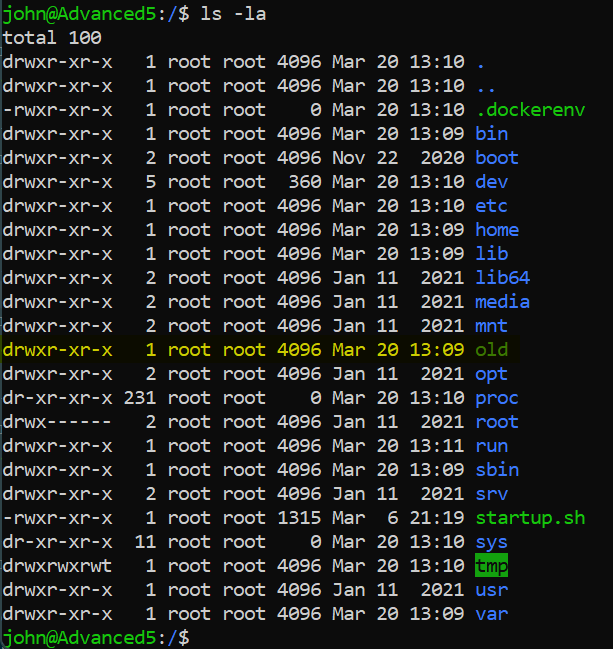 john@Advanced5:/$ ls -la
total 100
drwxr-xr-x   1 root root 4096 Mar 20 13:10 .
drwxr-xr-x   1 root root 4096 Mar 20 13:10 ..
-rwxr-xr-x   1 root root    0 Mar 20 13:10 .dockerenv
drwxr-xr-x   1 root root 4096 Mar 20 13:09 bin
drwxr-xr-x   2 root root 4096 Nov 22  2020 boot
drwxr-xr-x   5 root root  360 Mar 20 13:10 dev
drwxr-xr-x   1 root root 4096 Mar 20 13:10 etc
drwxr-xr-x   1 root root 4096 Mar 20 13:09 home
drwxr-xr-x   1 root root 4096 Mar 20 13:09 lib
drwxr-xr-x   2 root root 4096 Jan 11  2021 lib64
drwxr-xr-x   2 root root 4096 Jan 11  2021 media
drwxr-xr-x   2 root root 4096 Jan 11  2021 mnt
drwxr-xr-x   1 root root 4096 Mar 20 13:09 old
drwxr-xr-x   2 root root 4096 Jan 11  2021 opt
dr-xr-xr-x 231 root root    0 Mar 20 13:10 proc
drwx------   2 root root 4096 Jan 11  2021 root
drwxr-xr-x   1 root root 4096 Mar 20 13:11 run
drwxr-xr-x   1 root root 4096 Mar 20 13:09 sbin
drwxr-xr-x   2 root root 4096 Jan 11  2021 srv
-rwxr-xr-x   1 root root 1315 Mar  6 21:19 startup.sh
dr-xr-xr-x  11 root root    0 Mar 20 13:10 sys
drwxrwxrwt   1 root root 4096 Mar 20 13:10 tmp
drwxr-xr-x   1 root root 4096 Jan 11  2021 usr
drwxr-xr-x   1 root root 4096 Mar 20 13:09 var
john@Advanced5:/$